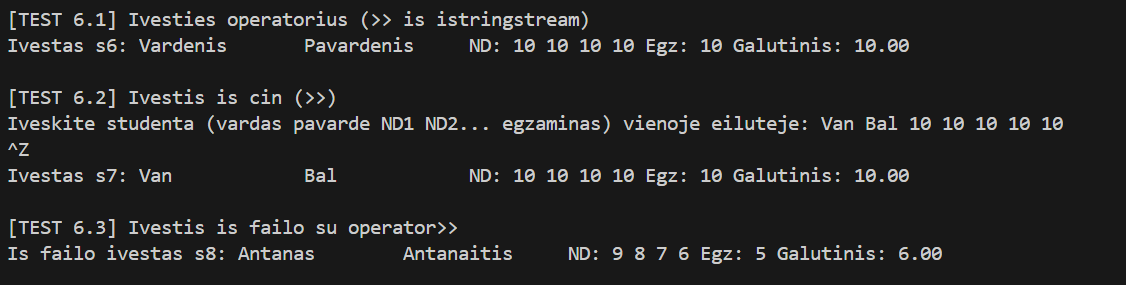 [TEST 6.1] Ivesties operatorius (>> is istringstream)
Ivestas s6: Vardenis       Pavardenis     ND: 10 10 10 10 Egz: 10 Galutinis: 10.00
[TEST 6.2] Ivestis is cin (>>)
Iveskite studenta (vardas pavarde ND1 ND2... egzaminas) vienoje eiluteje: Van Bal 10 10 10 10 10
^Z
Ivestas s7: Van            Bal            ND: 10 10 10 10 Egz: 10 Galutinis: 10.00
[TEST 6.3] Ivestis is failo su operator>>
Is failo ivestas s8: Antanas        Antanaitis     ND: 9 8 7 6 Egz: 5 Galutinis: 6.00